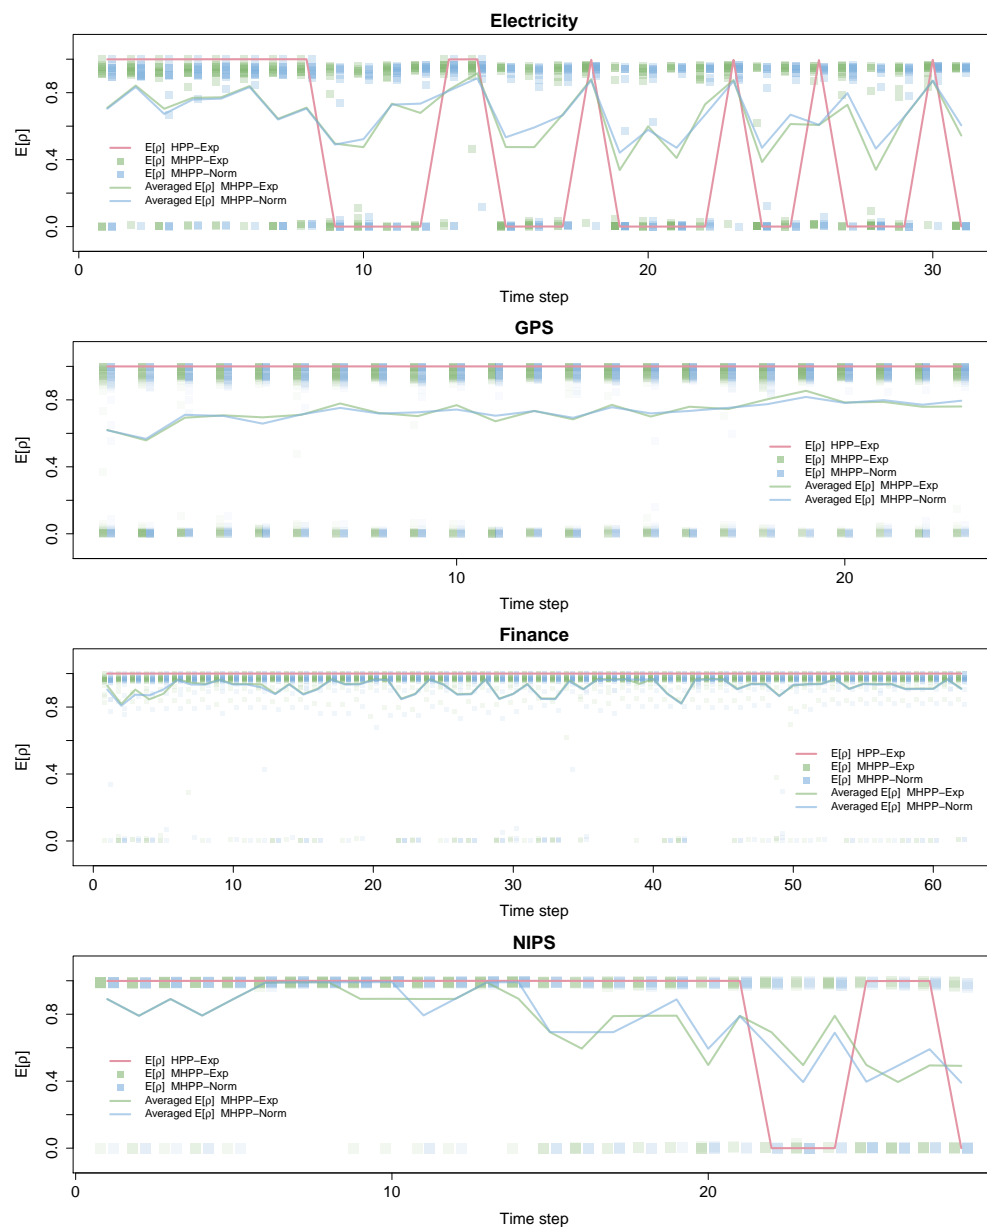 Electricity
E[ρ]
0.8
0.4
0.0
E[ρ] HPP−Exp
E[ρ] MHPP−Exp
E[ρ] MHPP−Norm
Averaged E[ρ] MHPP−Exp
Averaged E[ρ] MHPP−Norm
0 10 20 30
Time step
GPS
E[ρ]
0.8
0.4
0.0
E[ρ] HPP−Exp
E[ρ] MHPP−Exp
E[ρ] MHPP−Norm
Averaged E[ρ] MHPP−Exp
Averaged E[ρ] MHPP−Norm
10 20
Time step
Finance
E[ρ]
0.8
0.4
0.0
E[ρ] HPP−Exp
E[ρ] MHPP−Exp
E[ρ] MHPP−Norm
Averaged E[ρ] MHPP−Exp
Averaged E[ρ] MHPP−Norm
0 10 20 30 40 50 60
Time step
NIPS
E[ρ]
0.8
0.4
0.0
E[ρ] HPP−Exp
E[ρ] MHPP−Exp
E[ρ] MHPP−Norm
Averaged E[ρ] MHPP−Exp
Averaged E[ρ] MHPP−Norm
0 10 20
Time step